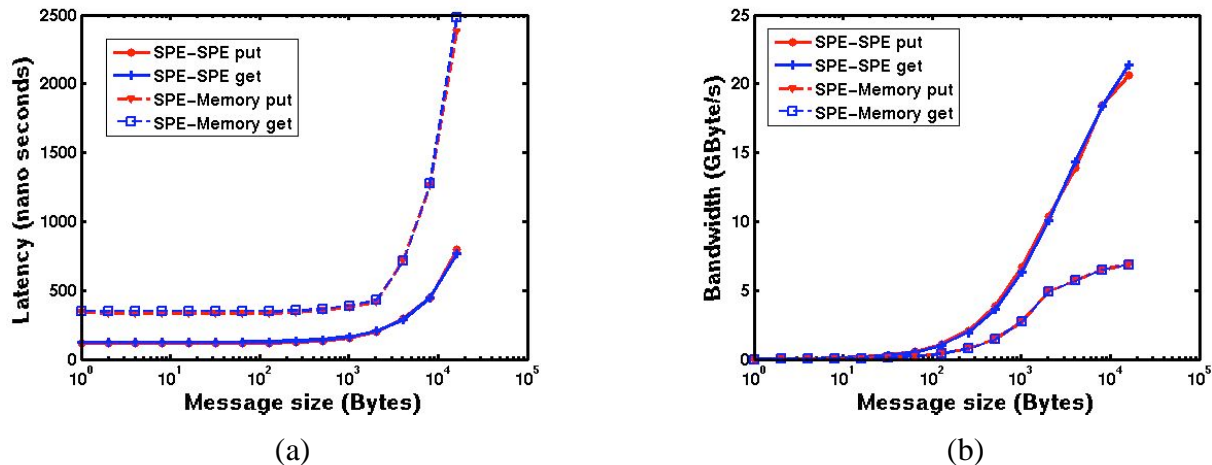 2500
2000
1500
1000
500
0
10^0
10^1
10^2
10^3
10^4
10^5
Latency (nano seconds)
Message size (Bytes)
SPE-SPE put
SPE-SPE get
SPE-Memory put
SPE-Memory get
(a)
25
20
15
10
5
0
10^0
10^1
10^2
10^3
10^4
10^5
Bandwidth (GByte/s)
Message size (Bytes)
SPE-SPE put
SPE-SPE get
SPE-Memory put
SPE-Memory get
(b)